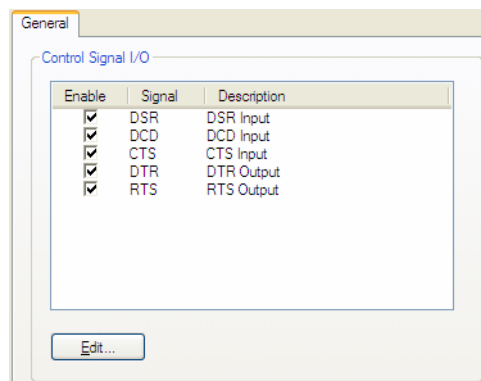 General
Control Signal I/O
Enable Signal Description
DSR DSR Input
DCD DCD Input
CTS CTS Input
DTR DTR Output
RTS RTS Output
Edit...